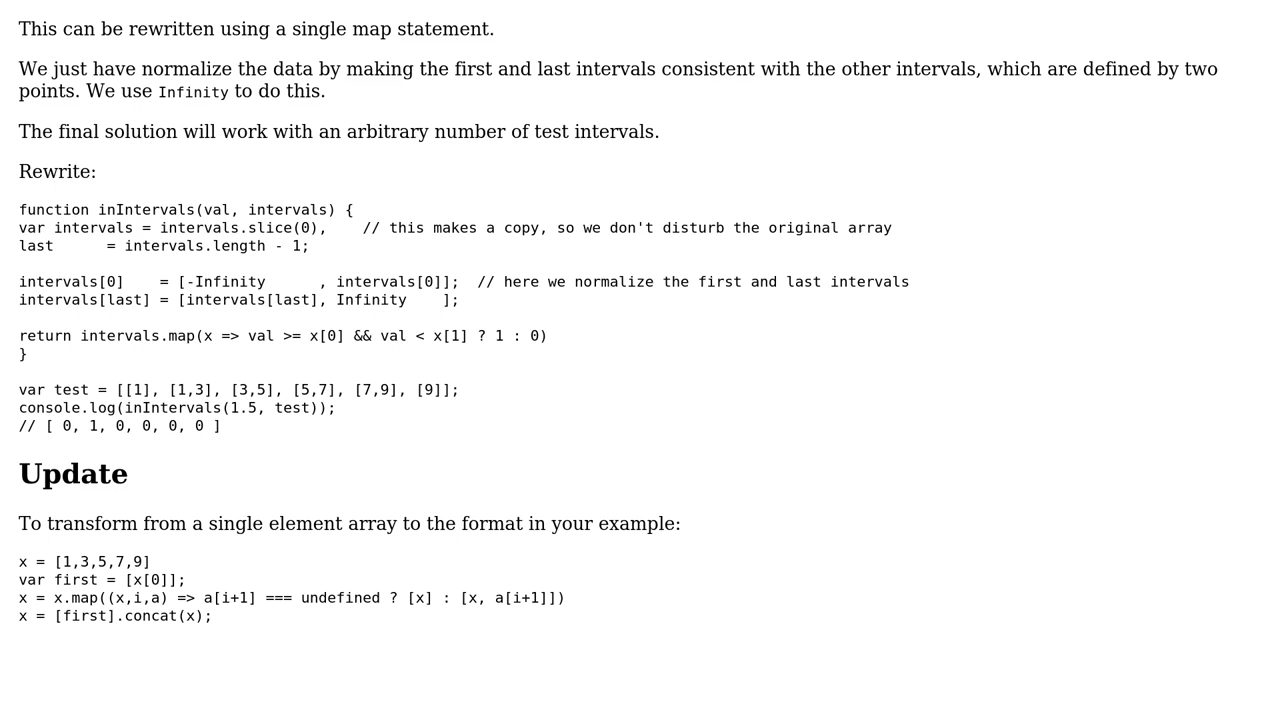 This can be rewritten using a single map statement.
We just have normalize the data by making the first and last intervals consistent with the other intervals, which are defined by two
points. We use Infinity to do this.
The final solution will work with an arbitrary number of test intervals.
Rewrite:
function inIntervals(val, intervals) {
var intervals = intervals.slice(0),    // this makes a copy, so we don't disturb the original array
last      = intervals.length - 1;
intervals[0]    = [-Infinity      , intervals[0]];  // here we normalize the first and last intervals
intervals[last] = [intervals[last], Infinity    ];
return intervals.map(x => val >= x[0] && val < x[1] ? 1 : 0)
}
var test = [[1], [1,3], [3,5], [5,7], [7,9], [9]];
console.log(inIntervals(1.5, test));
// [ 0, 1, 0, 0, 0, 0 ]
Update
To transform from a single element array to the format in your example:
x = [1,3,5,7,9]
var first = [x[0]];
x = x.map((x,i,a) => a[i+1] === undefined ? [x] : [x, a[i+1]])
x = [first].concat(x);